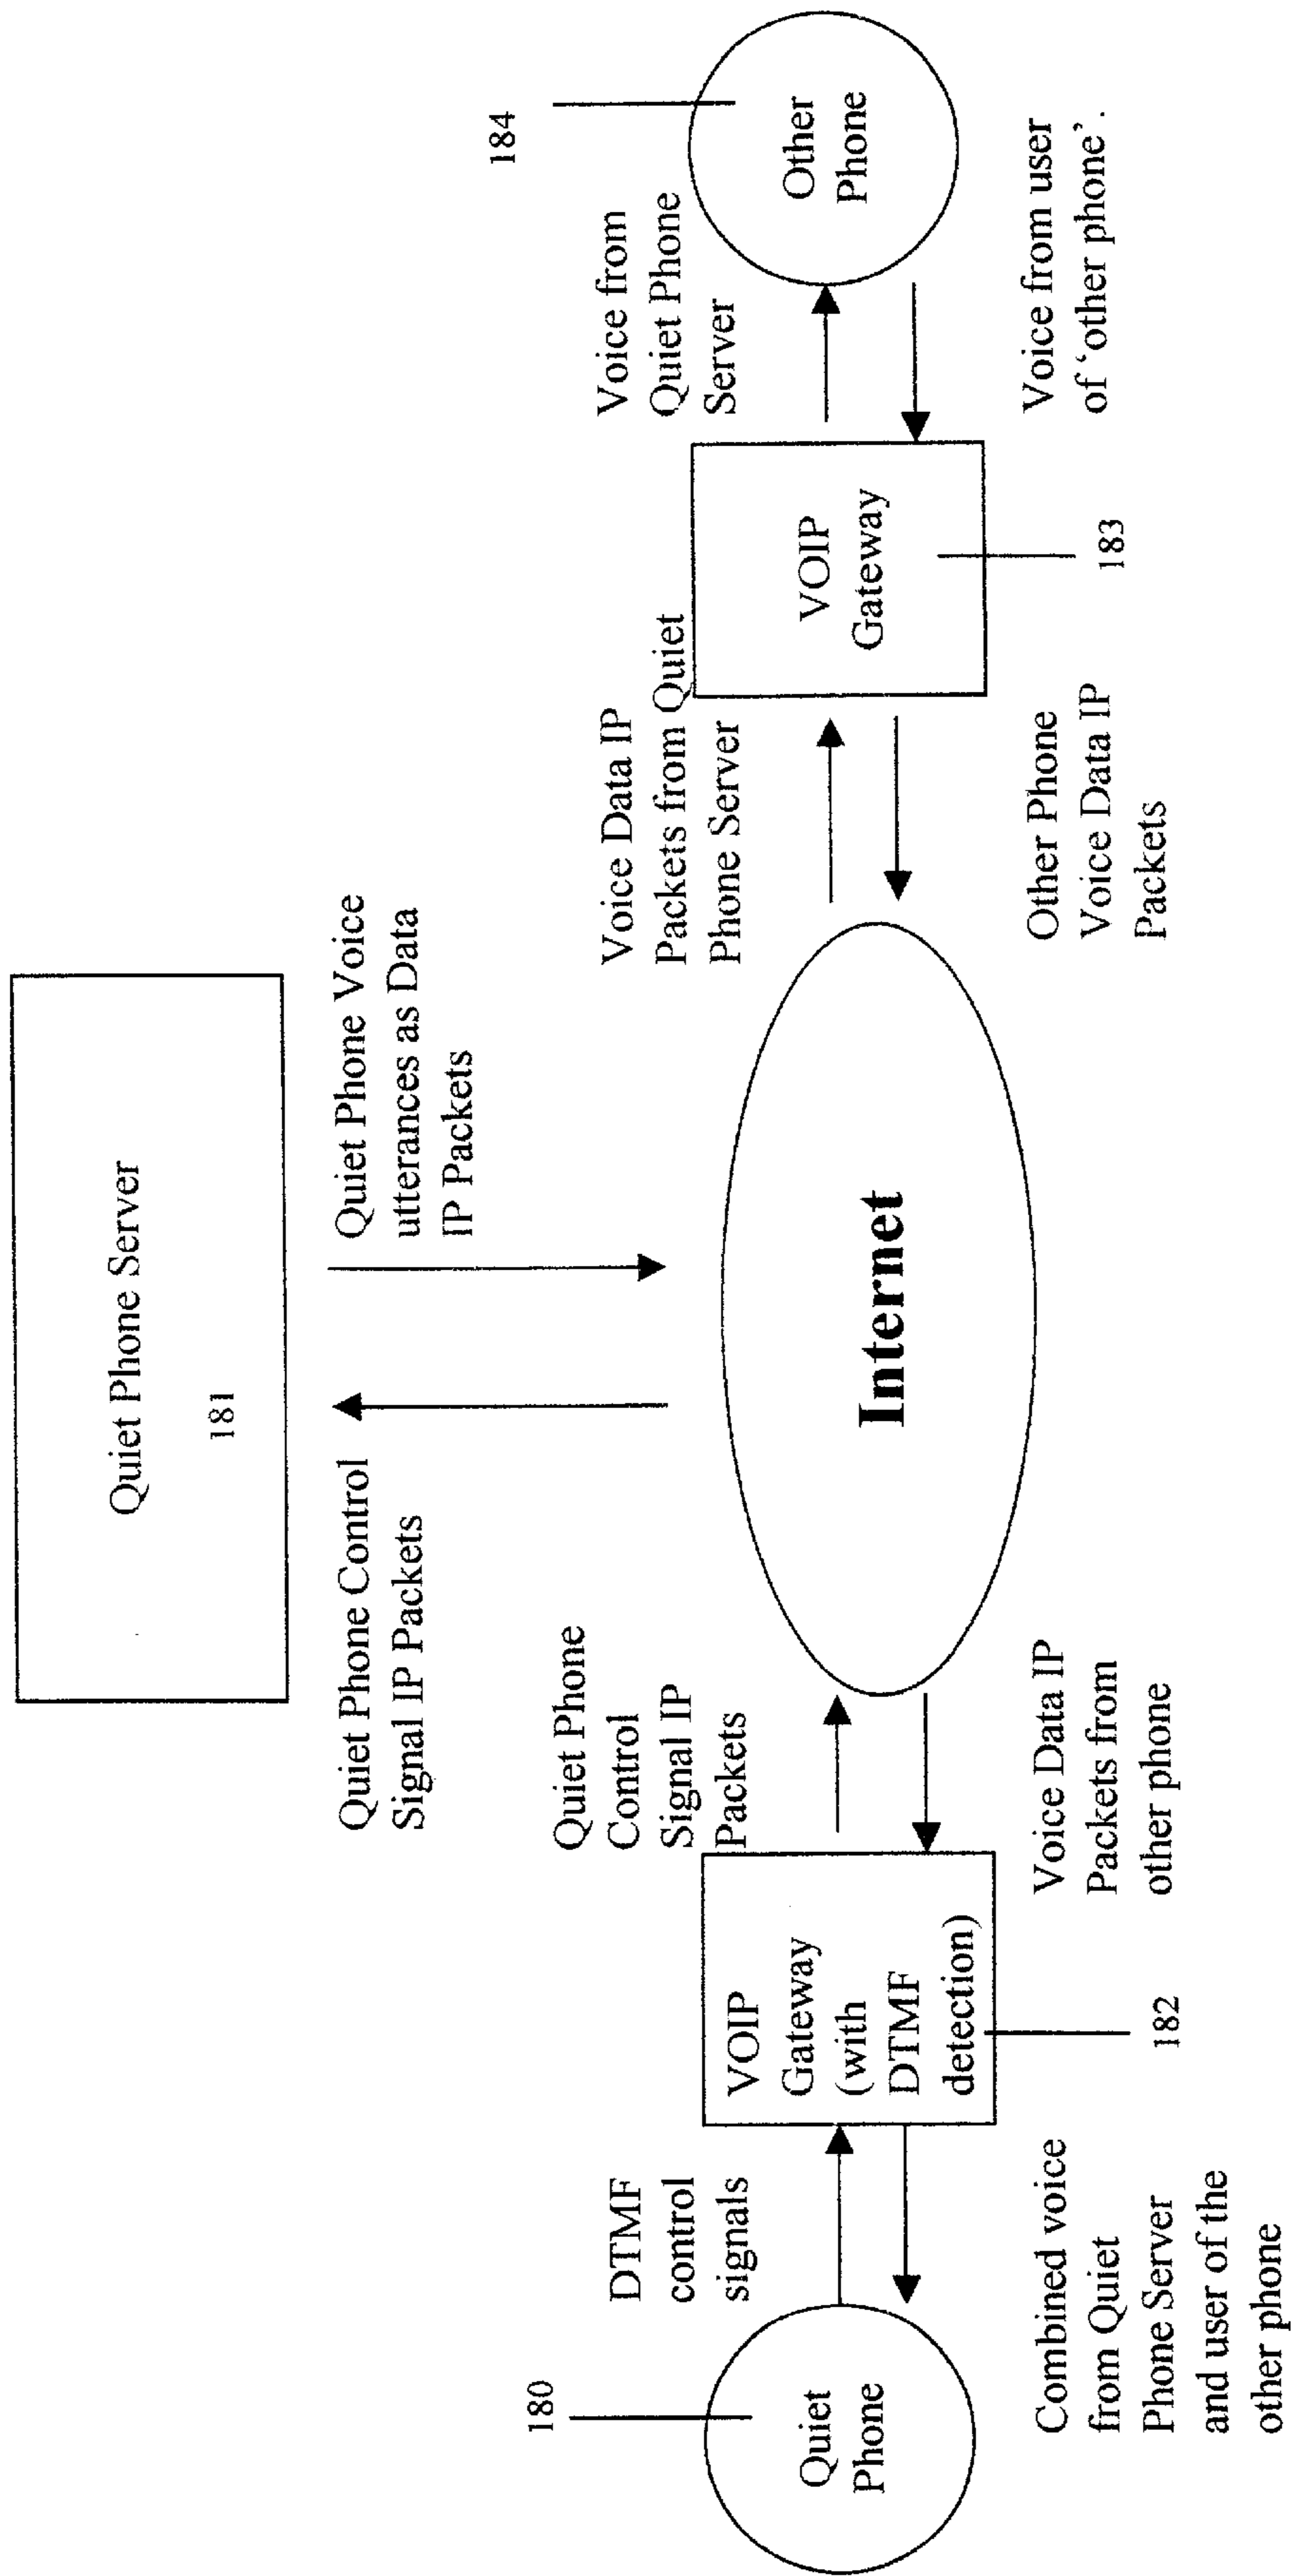 Quiet Phone Server
181
Quiet Phone Control
Signal IP Packets
Quiet Phone Voice
utterances as Data
IP Packets
180
Quiet
Phone
DTMF
control
signals
Combined voice
from Quiet
Phone Server
and user of the
other phone
VOIP
Gateway
(with
DTMF
detection)
182
Quiet Phone
Control
Signal IP
Packets
Voice Data IP
Packets from
other phone
Internet
Voice Data IP
Packets from Quiet
Phone Server
Other Phone
Voice Data IP
Packets
VOIP
Gateway
183
Voice from
Quiet Phone
Server
Voice from user
of ‘other phone’.
184
Other
Phone